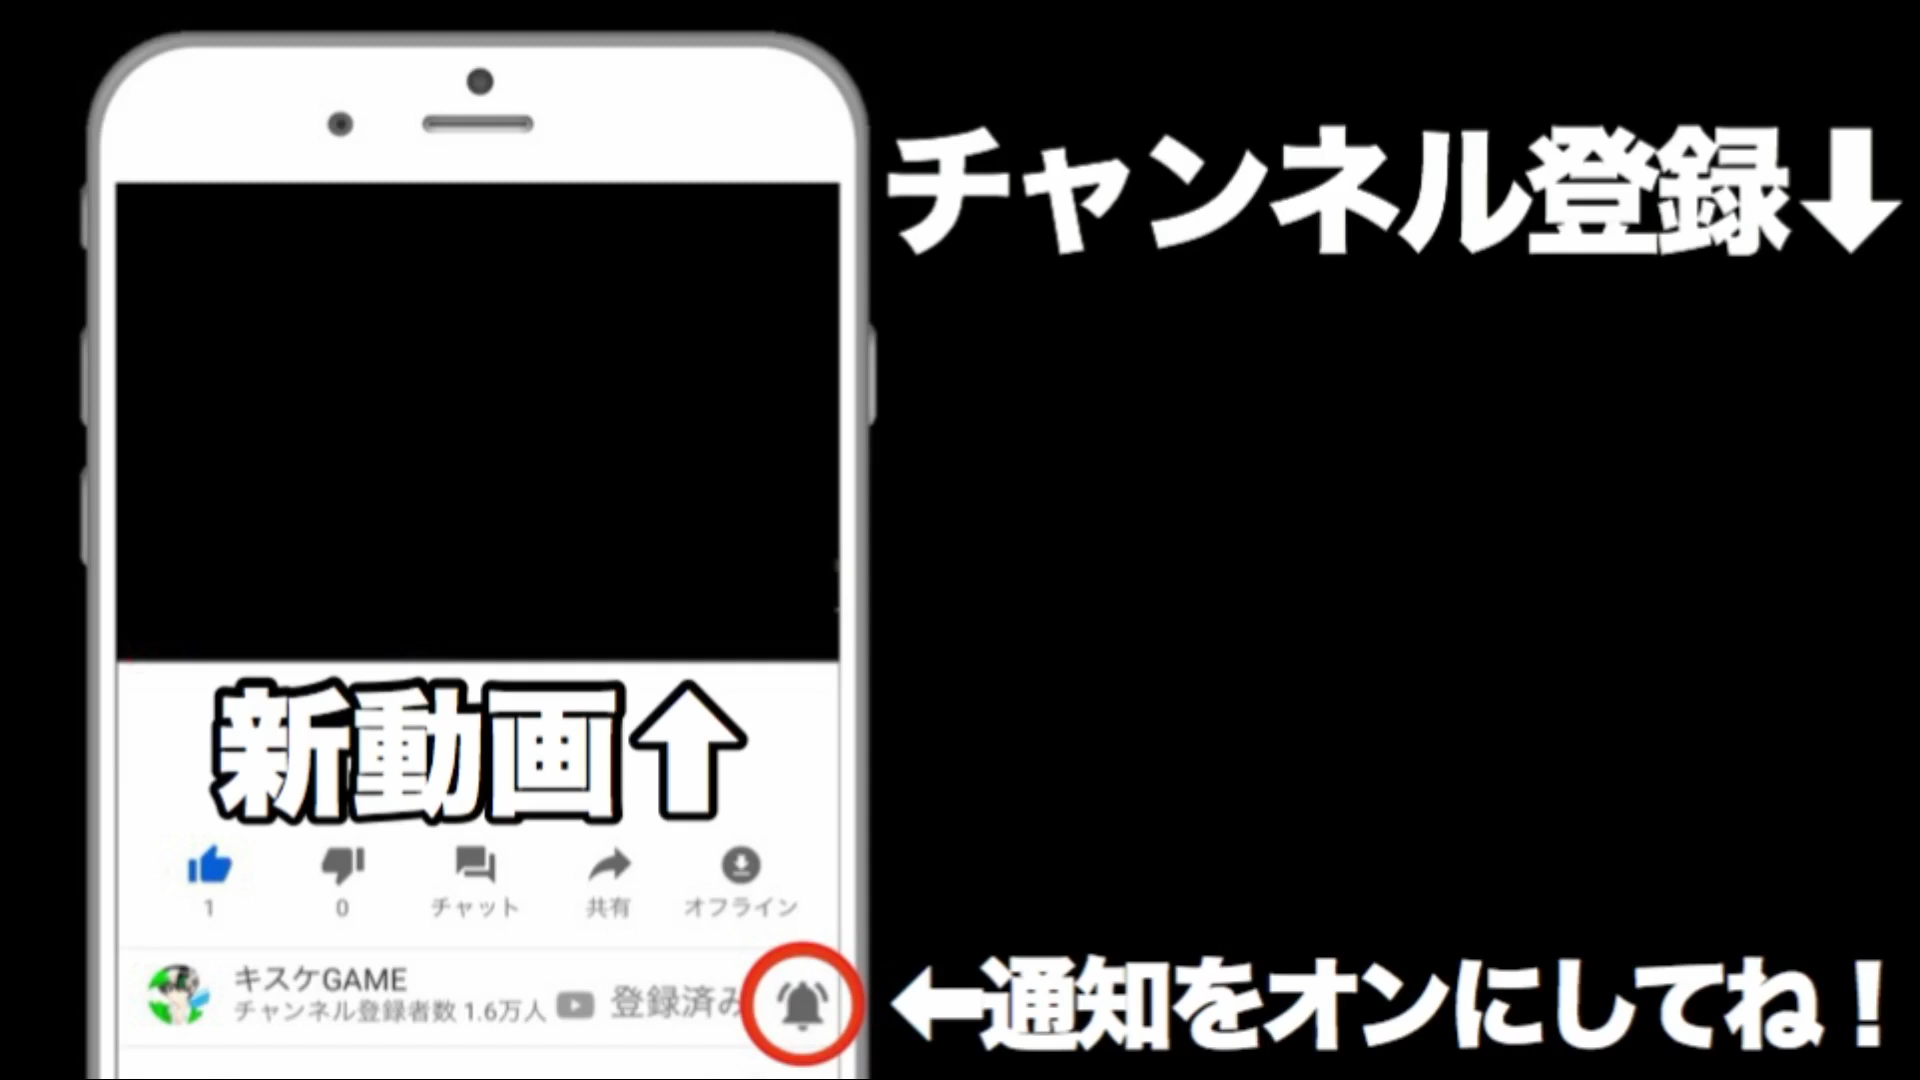 チャンネル登録⬇
新動画↑
1
0
チャット
共有
オフライン
キスケGAME
チャンネル登録者数 1.6万人
登録済み
⬅通知をオンにしてね！